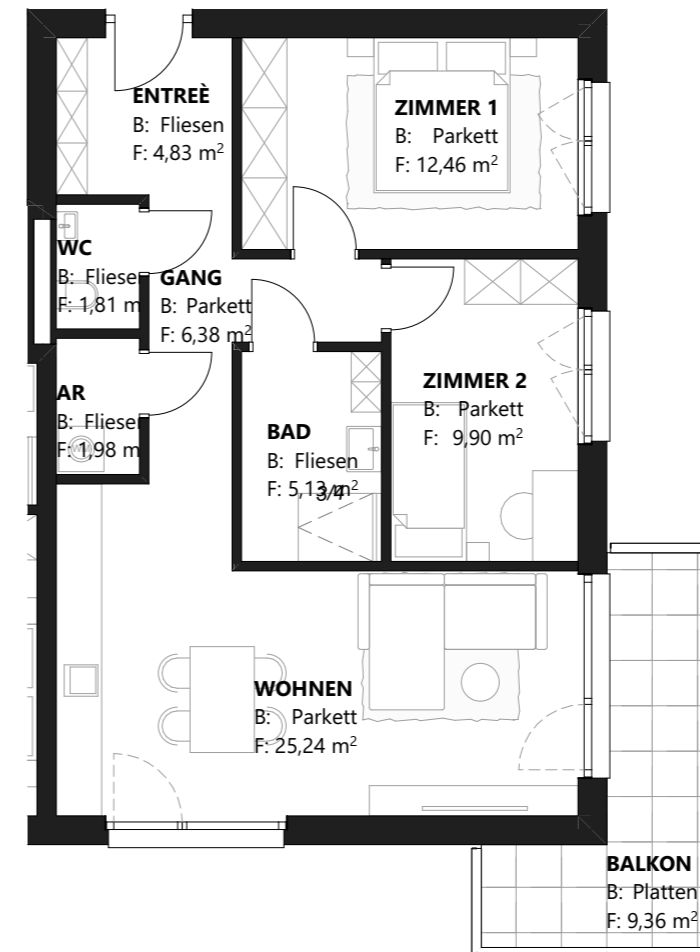 ENTREÈ
B: Fliesen
F: 4,83 m²
ZIMMER 1
B: Parkett
F: 12,46 m²
WC
B: Fliesen
F: 1,81 m
GANG
B: Parkett
F: 6,38 m²
AR
B: Fliesen
F: 1,98 m
WM
BAD
B: Fliesen
F: 5,13 m²
3/4
ZIMMER 2
B: Parkett
F: 9,90 m²
WOHNEN
B: Parkett
F: 25,24 m²
BALKON
B: Platten
F: 9,36 m²